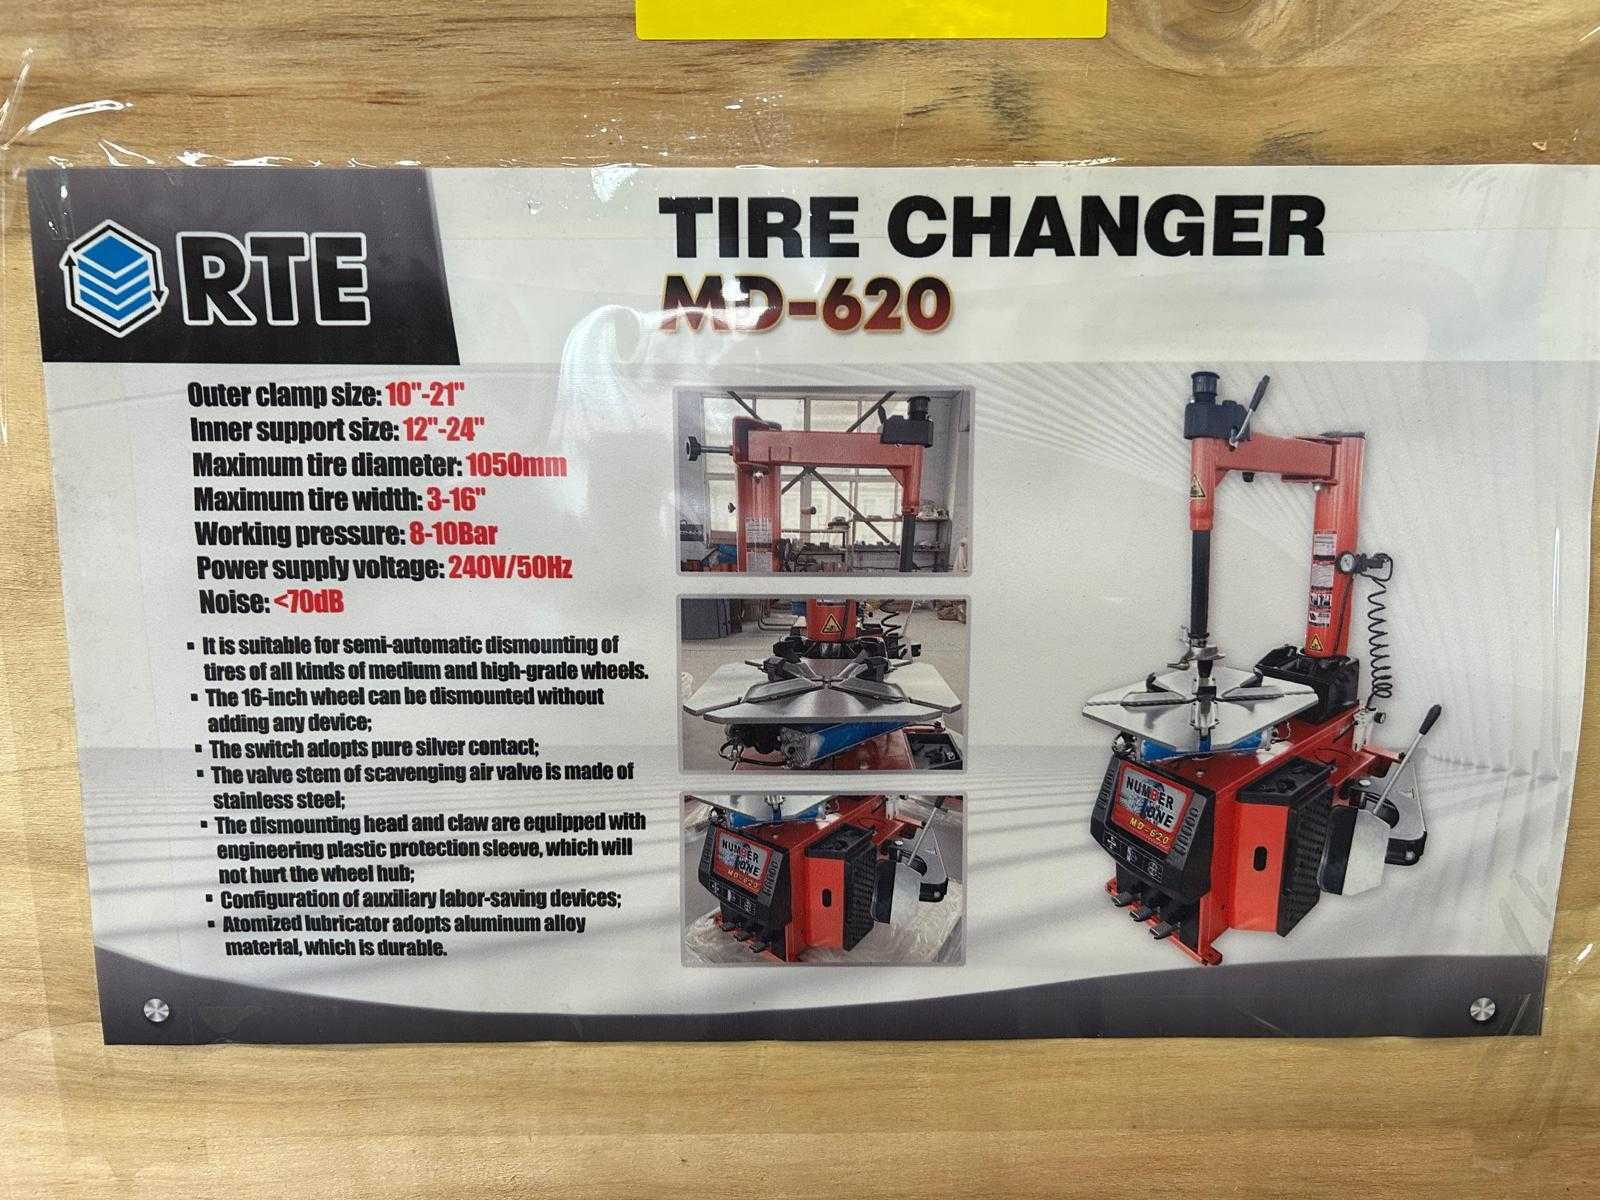 RTE
TIRE CHANGER
MD-620
Outer clamp size: 10"-21"
Inner support size: 12"-24"
Maximum tire diameter: 1050mm
Maximum tire width: 3-16"
Working pressure: 8-10Bar
Power supply voltage: 240V/50Hz
Noise: <70dB
▪ It is suitable for semi-automatic dismounting of
tires of all kinds of medium and high-grade wheels.
▪ The 16-inch wheel can be dismounted without
adding any device;
▪ The switch adopts pure silver contact;
▪ The valve stem of scavenging air valve is made of
stainless steel;
▪ The dismounting head and claw are equipped with
engineering plastic protection sleeve, which will
not hurt the wheel hub;
▪ Configuration of auxiliary labor-saving devices;
▪ Atomized lubricator adopts aluminum alloy
material, which is durable.
NUMBER
ONE
MD-620
NUMBER
ONE
MD-620